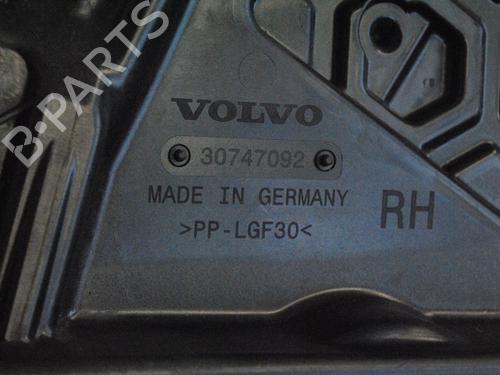 B-PARTS
VOLVO
30747092
MADE IN GERMANY
RH
>PP-LGF30<